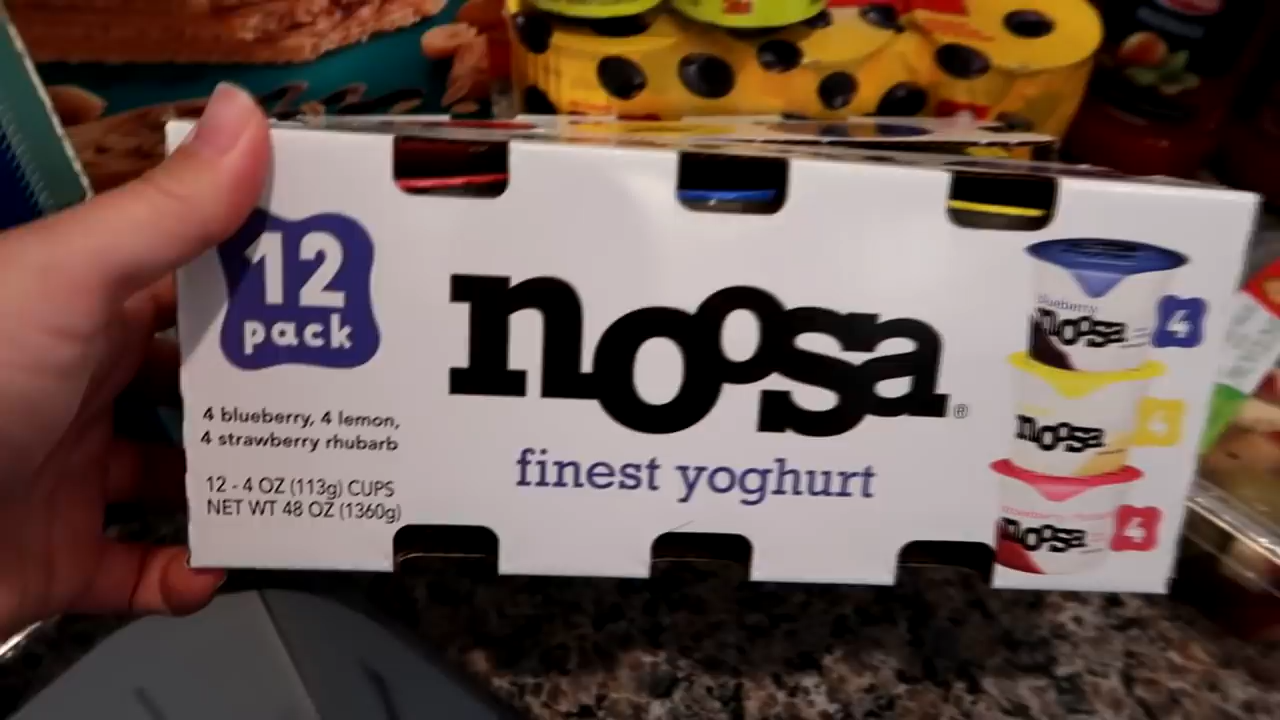 12
pack
noosa®
finest yoghurt
4 blueberry, 4 lemon,
4 strawberry rhubarb
12 - 4 OZ (113g) CUPS
NET WT 48 OZ (1360g)
blueberry
noosa
4
noosa
4
noosa
4